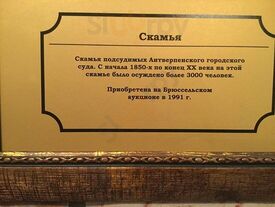 Скамья
Скамья подсудимых Антверпенского городского
суда. С начала 1850-х по конец XX века на этой
скамье было осуждено более 3000 человек.
Приобретена на Брюссельском
аукционе в 1991 г.